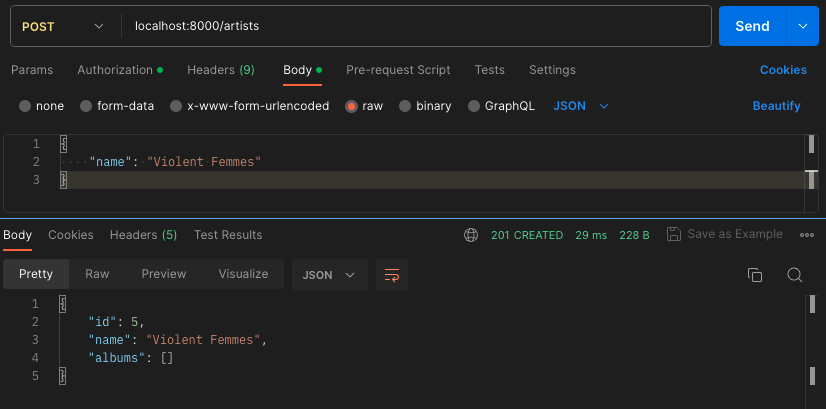 POST localhost:8000/artists Send
Params Authorization Headers (9) Body Pre-request Script Tests Settings Cookies
none form-data x-www-form-urlencoded raw binary GraphQL JSON Beautify
1 {
2 "name": "Violent Femmes"
3 }
Body Cookies Headers (5) Test Results 201 CREATED 29 ms 228 B Save as Example
Pretty Raw Preview Visualize JSON
1 {
2 "id": 5,
3 "name": "Violent Femmes",
4 "albums": []
5 }